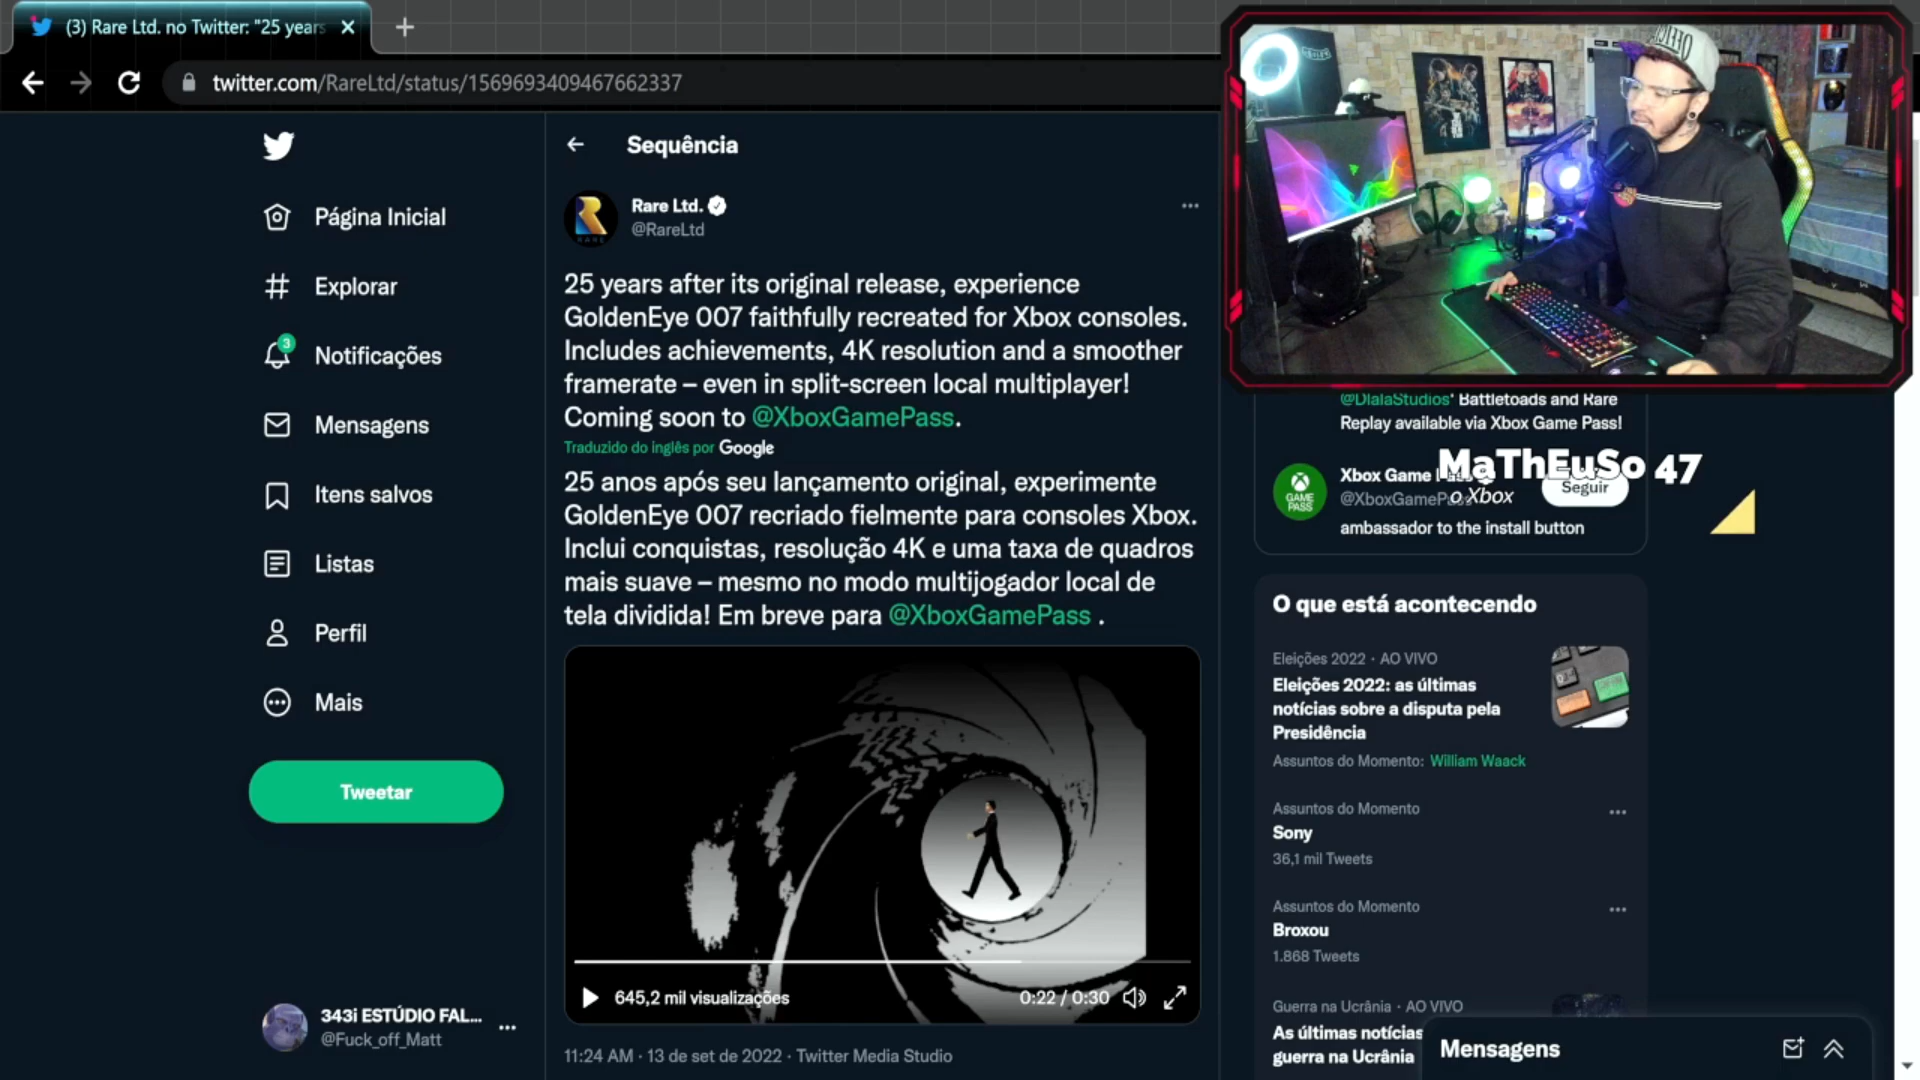 (3) Rare Ltd. no Twitter: "25 years
twitter.com/RareLtd/status/1569693409467662337
Sequência
Página Inicial
Explorar
3
Notificações
Mensagens
Itens salvos
Listas
Perfil
Mais
Tweetar
343i ESTÚDIO FAL...
@Fuck_off_Matt
Rare Ltd.
@RareLtd
25 years after its original release, experience
GoldenEye 007 faithfully recreated for Xbox consoles.
Includes achievements, 4K resolution and a smoother
framerate – even in split-screen local multiplayer!
Coming soon to @XboxGamePass.
Traduzido do inglês por Google
25 anos após seu lançamento original, experimente
GoldenEye 007 recriado fielmente para consoles Xbox.
Inclui conquistas, resolução 4K e uma taxa de quadros
mais suave – mesmo no modo multijogador local de
tela dividida! Em breve para @XboxGamePass .
645,2 mil visualizações
0:22 / 0:30
11:24 AM · 13 de set de 2022 · Twitter Media Studio
@DlalaStudios' Battletoads and Rare
Replay available via Xbox Game Pass!
GAME
PASS
Xbox Game
@XboxGamePass
Seguir
ambassador to the install button
MaThEuSo 47
o Xbox
O que está acontecendo
Eleições 2022 · AO VIVO
Eleições 2022: as últimas
notícias sobre a disputa pela
Presidência
Assuntos do Momento: William Waack
Assuntos do Momento
Sony
36,1 mil Tweets
Assuntos do Momento
Broxou
1.868 Tweets
Guerra na Ucrânia · AO VIVO
As últimas notícias
guerra na Ucrânia
Mensagens